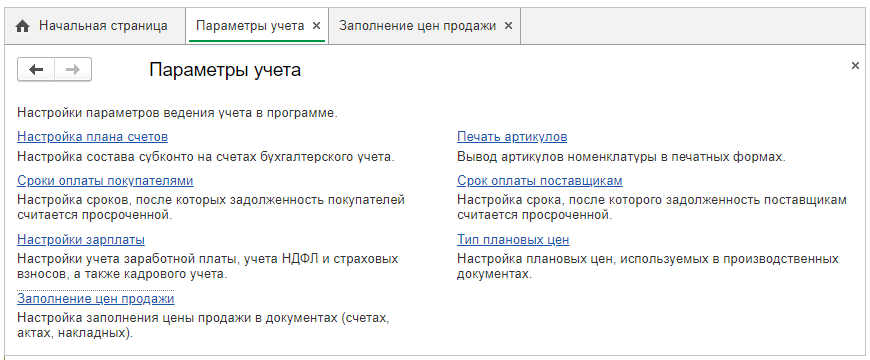 Начальная страница
Параметры учета
Заполнение цен продажи
Параметры учета
Настройки параметров ведения учета в программе.
Настройка плана счетов
Настройка состава субконто на счетах бухгалтерского учета.
Печать артикулов
Вывод артикулов номенклатуры в печатных формах.
Сроки оплаты покупателями
Настройка сроков, после которых задолженность покупателей
считается просроченной.
Срок оплаты поставщикам
Настройка срока, после которого задолженность поставщикам
считается просроченной.
Настройки зарплаты
Настройки учета заработной платы, учета НДФЛ и страховых
взносов, а также кадрового учета.
Тип плановых цен
Настройка плановых цен, используемых в производственных
документах.
Заполнение цен продажи
Настройка заполнения цены продажи в документах (счетах,
актах, накладных).